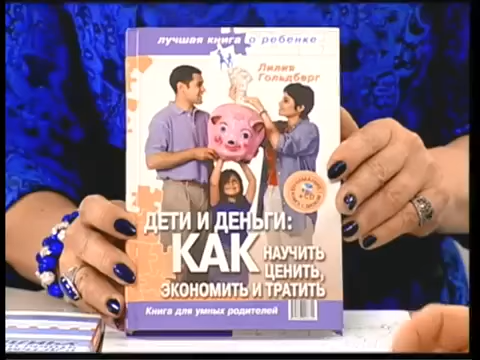 лучшая книга о ребенке
Лилия
Гольдберг
ДЕТИ И ДЕНЬГИ:
КАК НАУЧИТЬ
ЦЕНИТЬ,
ЭКОНОМИТЬ И ТРАТИТЬ
Книга для умных родителей